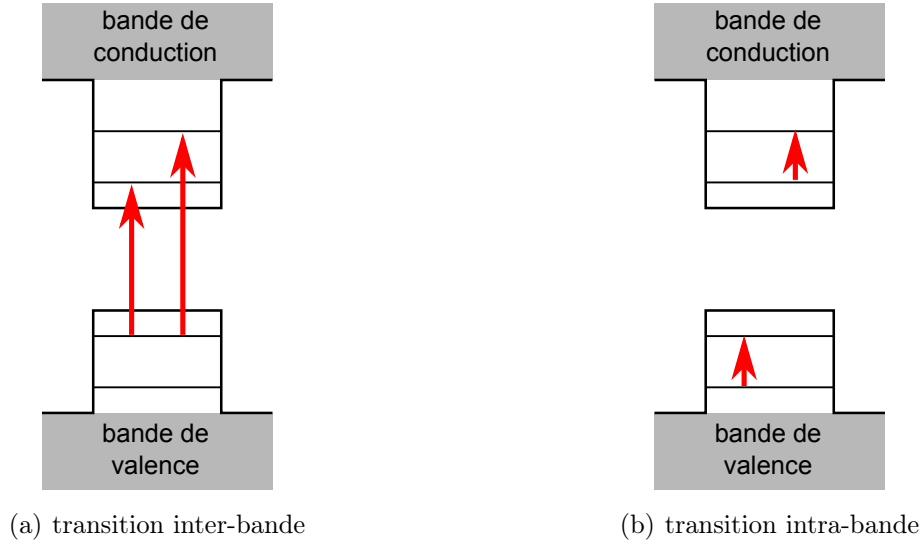 bande de
conduction
bande de
valence
(a) transition inter-bande
bande de
conduction
bande de
valence
(b) transition intra-bande